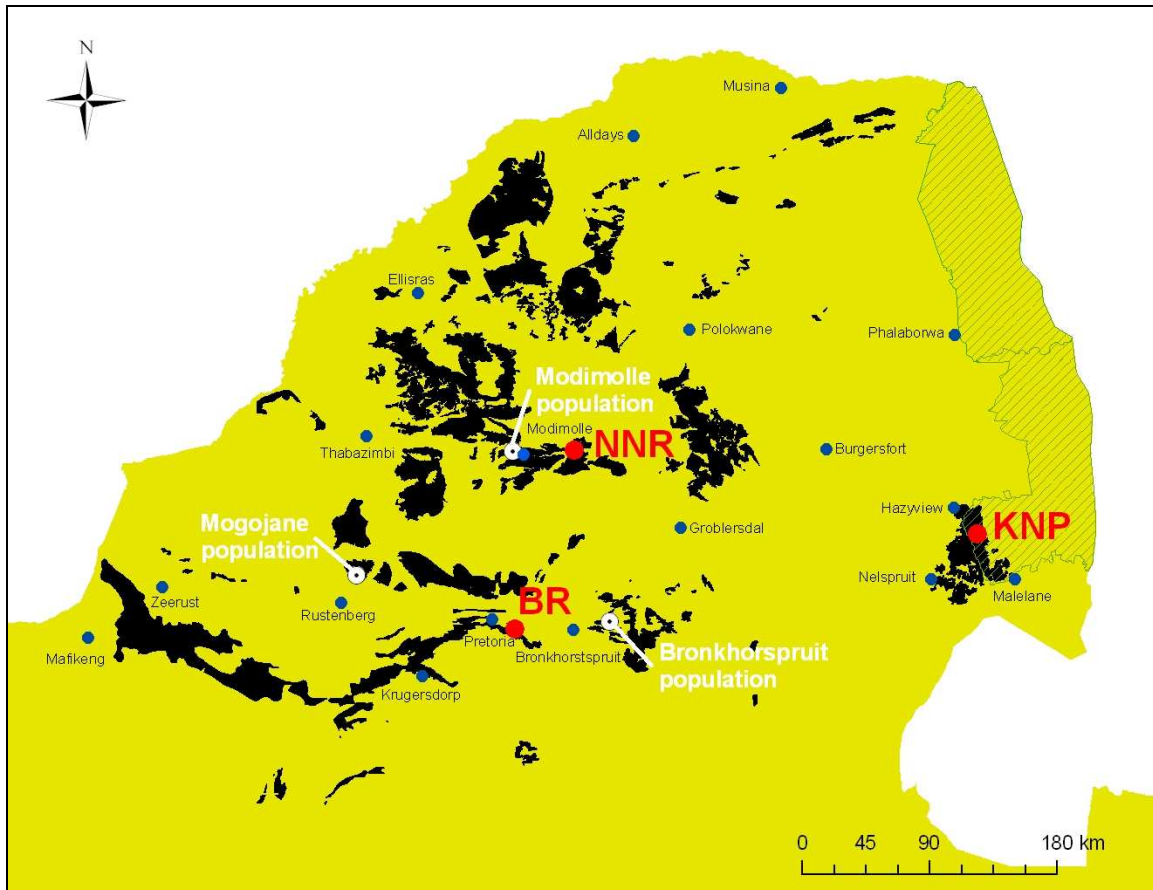 N
Musina
Alldays
Ellisras
Polokwane
Phalaborwa
Modimolle
population
Modimolle
NNR
Thabazimbi
Burgersfort
Hazyview
KNP
Mogojane
population
Groblersdal
Nelspruit
Malelane
Zeerust
Rustenberg
BR
Pretoria
Bronkhorstspruit
Mafikeng
Bronkhorspruit
population
Krugersdorp
0 45 90 180 km